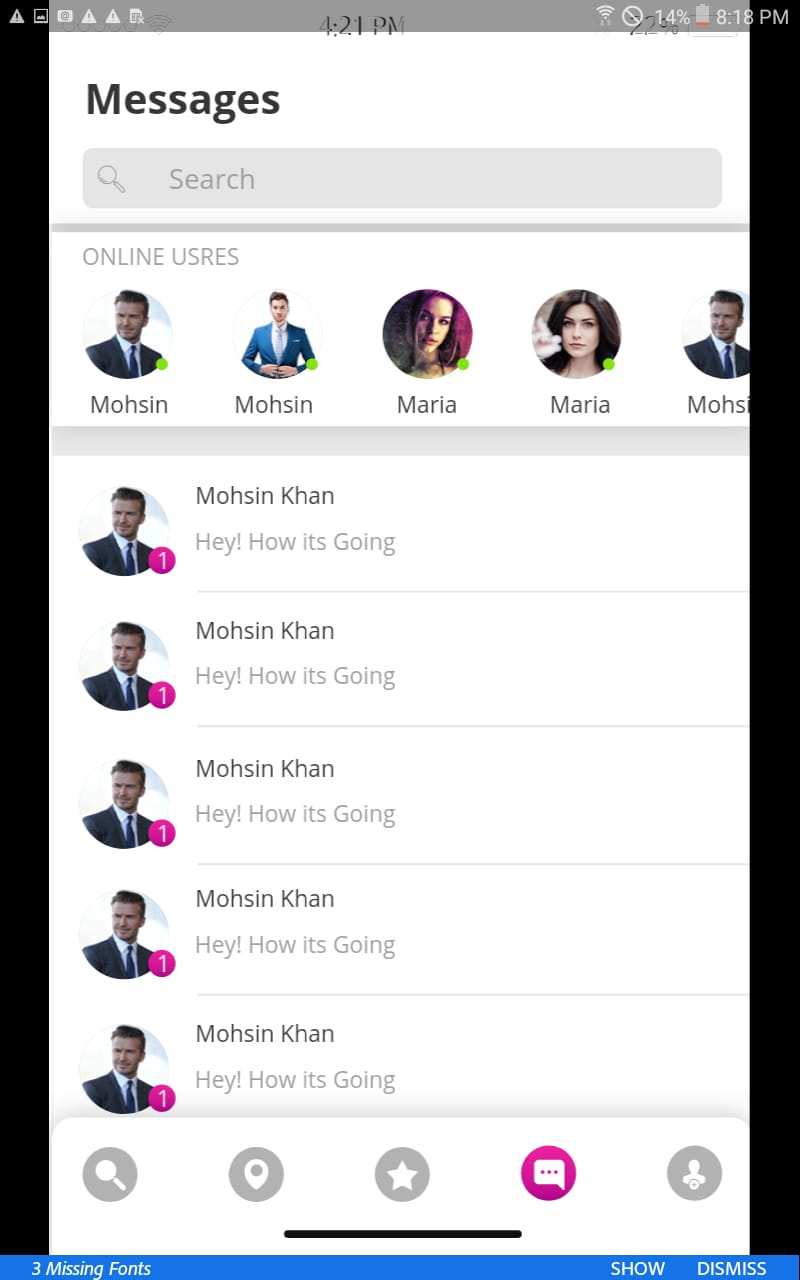 4:21 PM 22% 14% 8:18 PM
Messages
Search
ONLINE USRES
Mohsin Mohsin Maria Maria Mohsi
Mohsin Khan
Hey! How its Going
1
Mohsin Khan
Hey! How its Going
1
Mohsin Khan
Hey! How its Going
1
Mohsin Khan
Hey! How its Going
1
Mohsin Khan
Hey! How its Going
1
3 Missing Fonts SHOW DISMISS